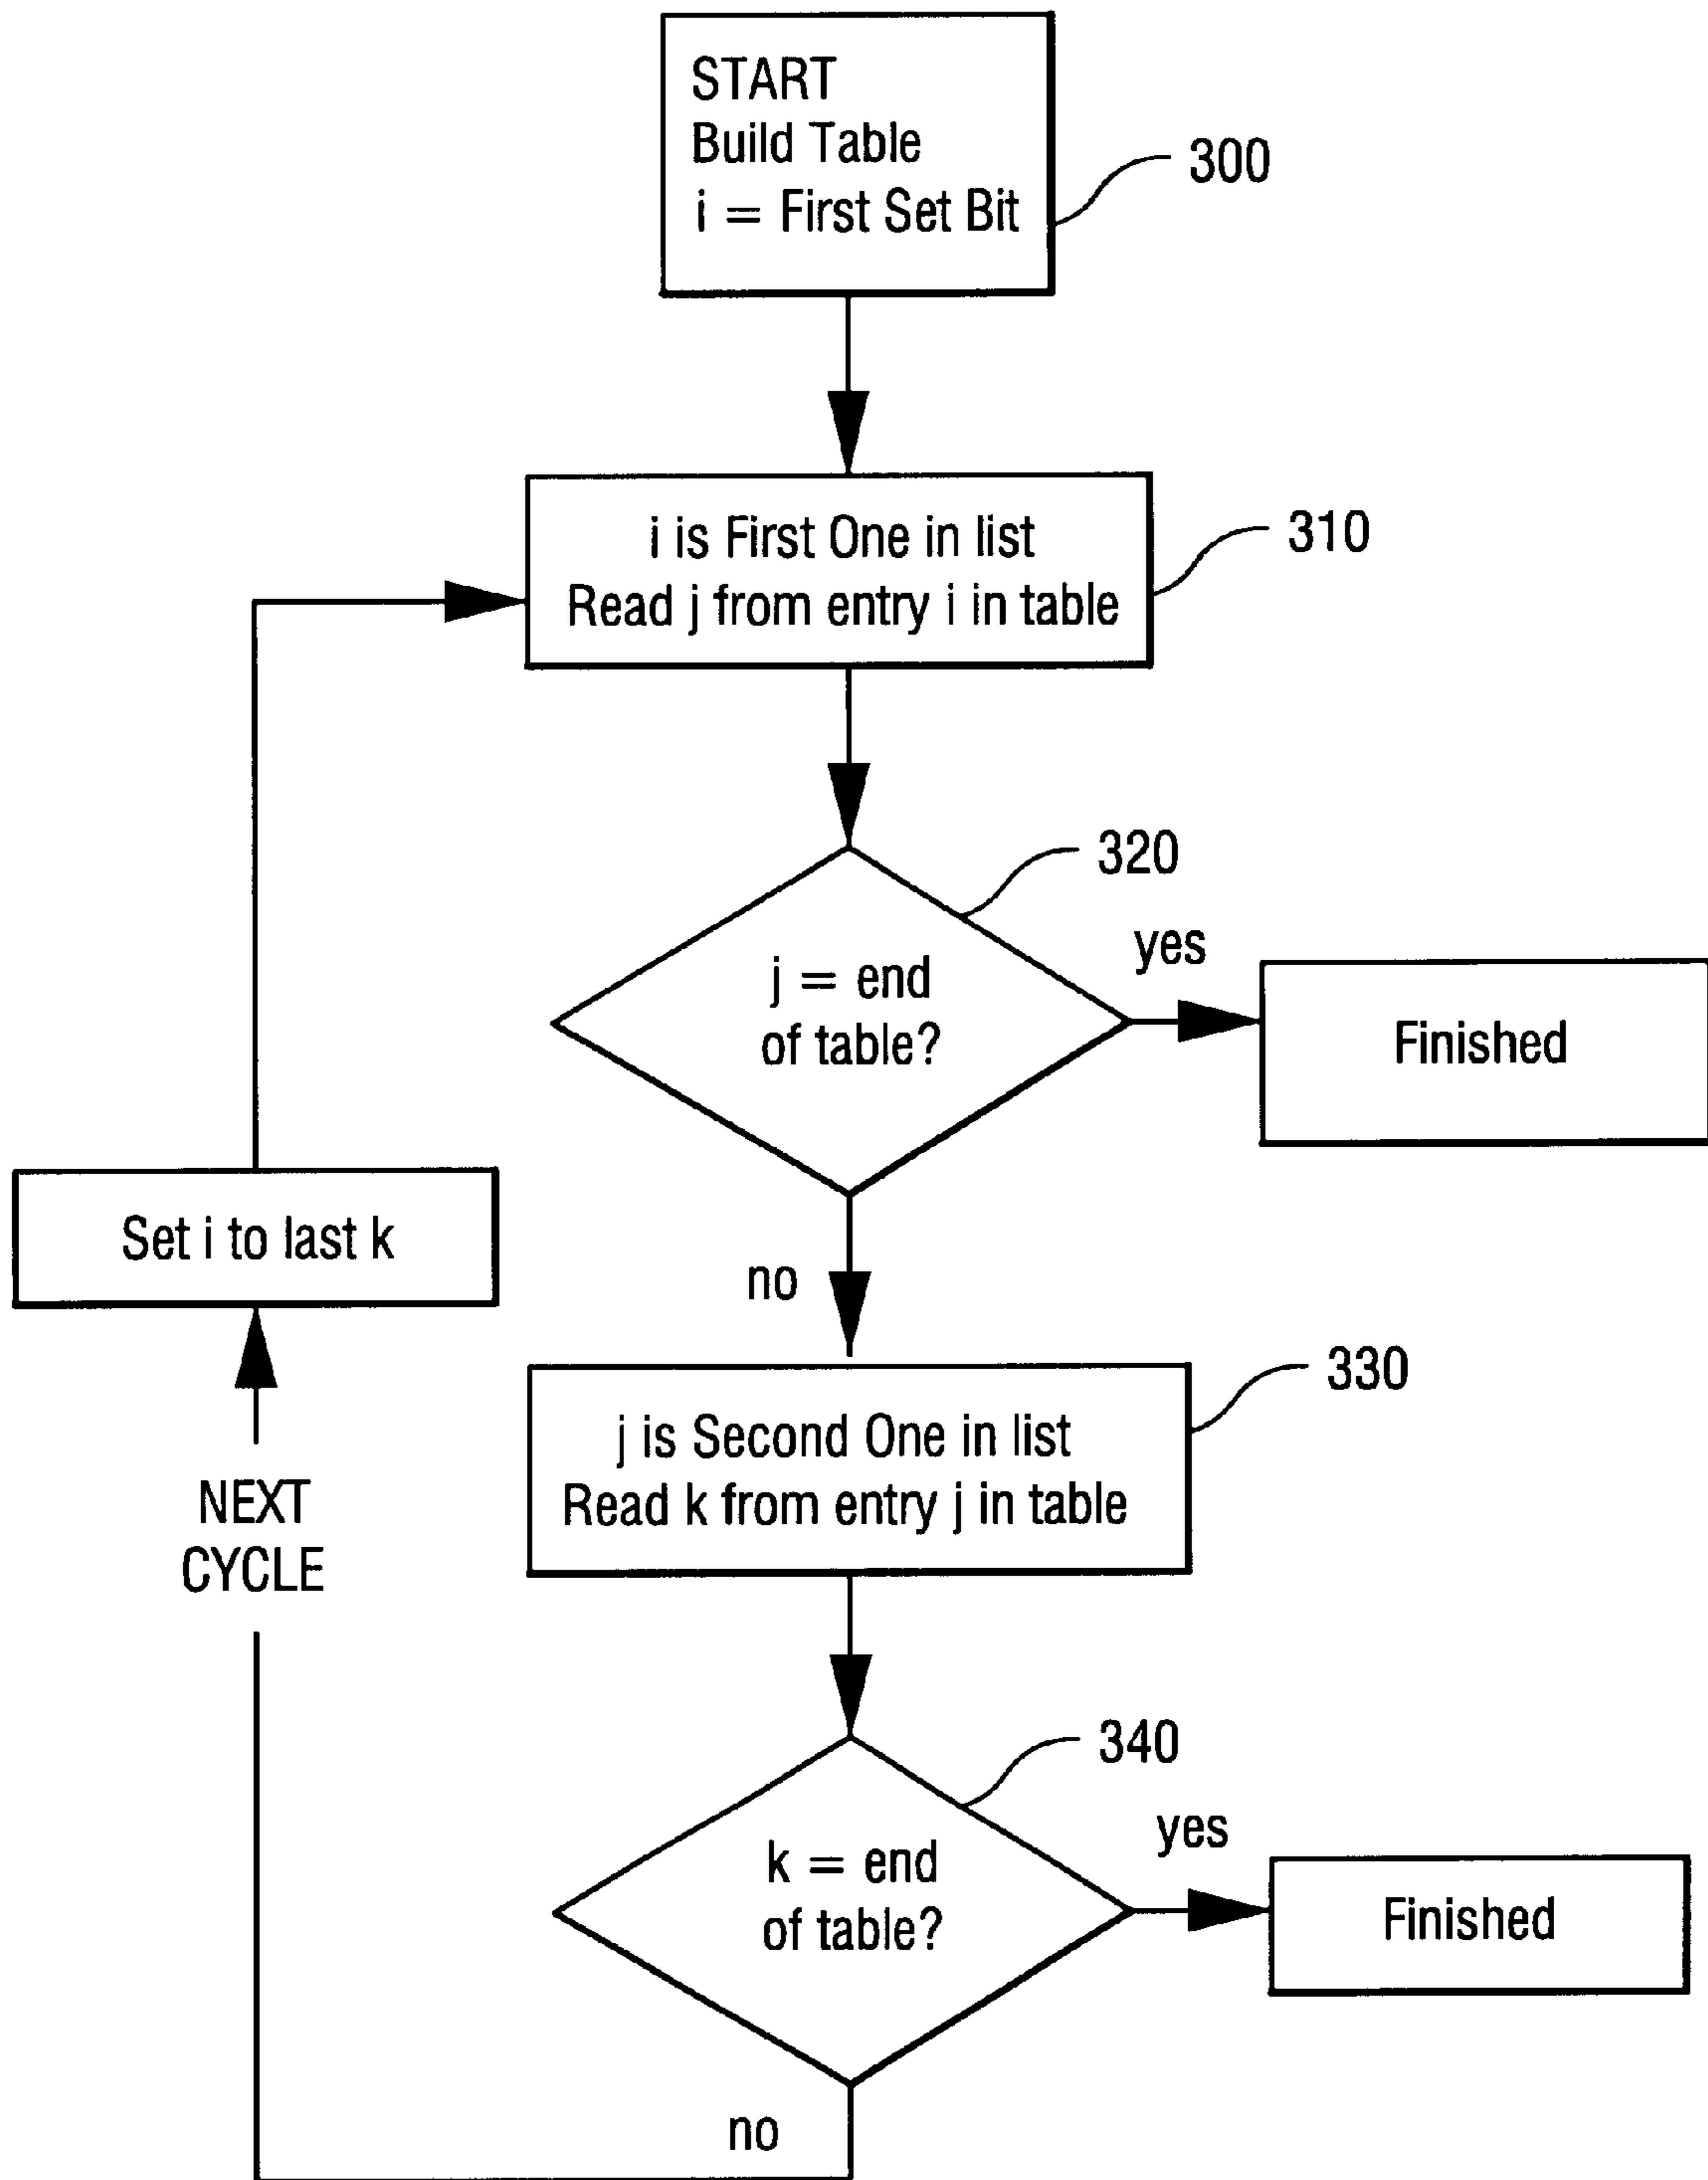 START
Build Table
i = First Set Bit
300
i is First One in list
Read j from entry i in table
310
320
j = end
of table?
yes
Finished
Set i to last k
no
330
j is Second One in list
Read k from entry j in table
NEXT
CYCLE
340
k = end
of table?
yes
Finished
no